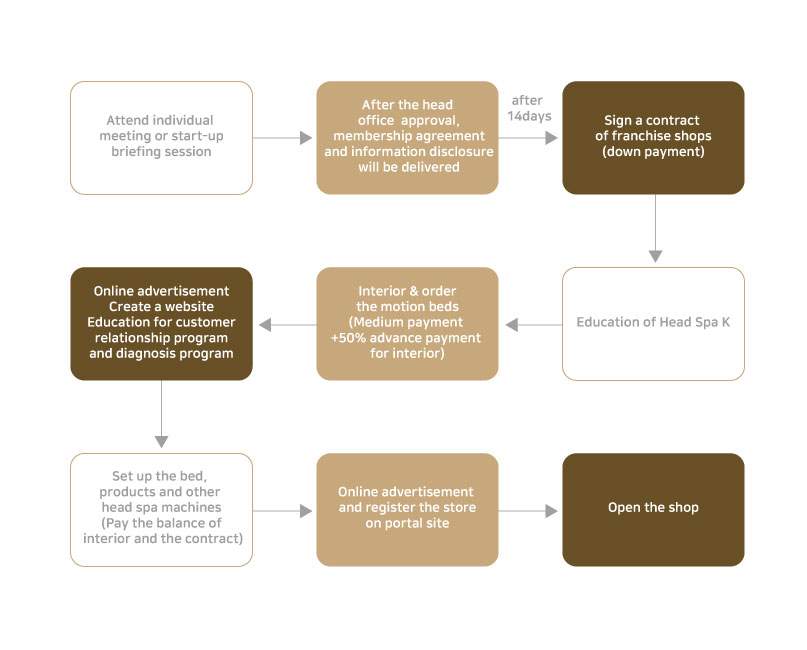 Attend individual
meeting or start-up
briefing session
After the head
office approval,
membership agreement
and information disclosure
will be delivered
after
14days
Sign a contract
of franchise shops
(down payment)
Education of Head Spa K
Interior & order
the motion beds
(Medium payment
+50% advance payment
for interior)
Online advertisement
Create a website
Education for customer
relationship program
and diagnosis program
Set up the bed,
products and other
head spa machines
(Pay the balance of
interior and the contract)
Online advertisement
and register the store
on portal site
Open the shop